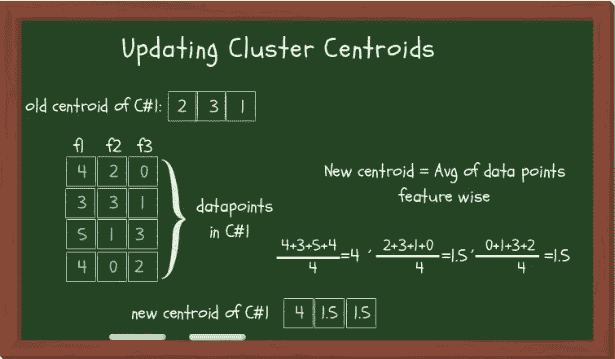 Updating Cluster Centroids
old centroid of C#1: 2 3 1
f1 f2 f3
4 2 0
3 3 1
5 1 3
4 0 2
datapoints
in C#1
New centroid = Avg of data points
feature wise
4+3+5+4/4=4 , 2+3+1+0/4=1.5, 0+1+3+2/4=1.5
new centroid of C#1 4 1.5 1.5